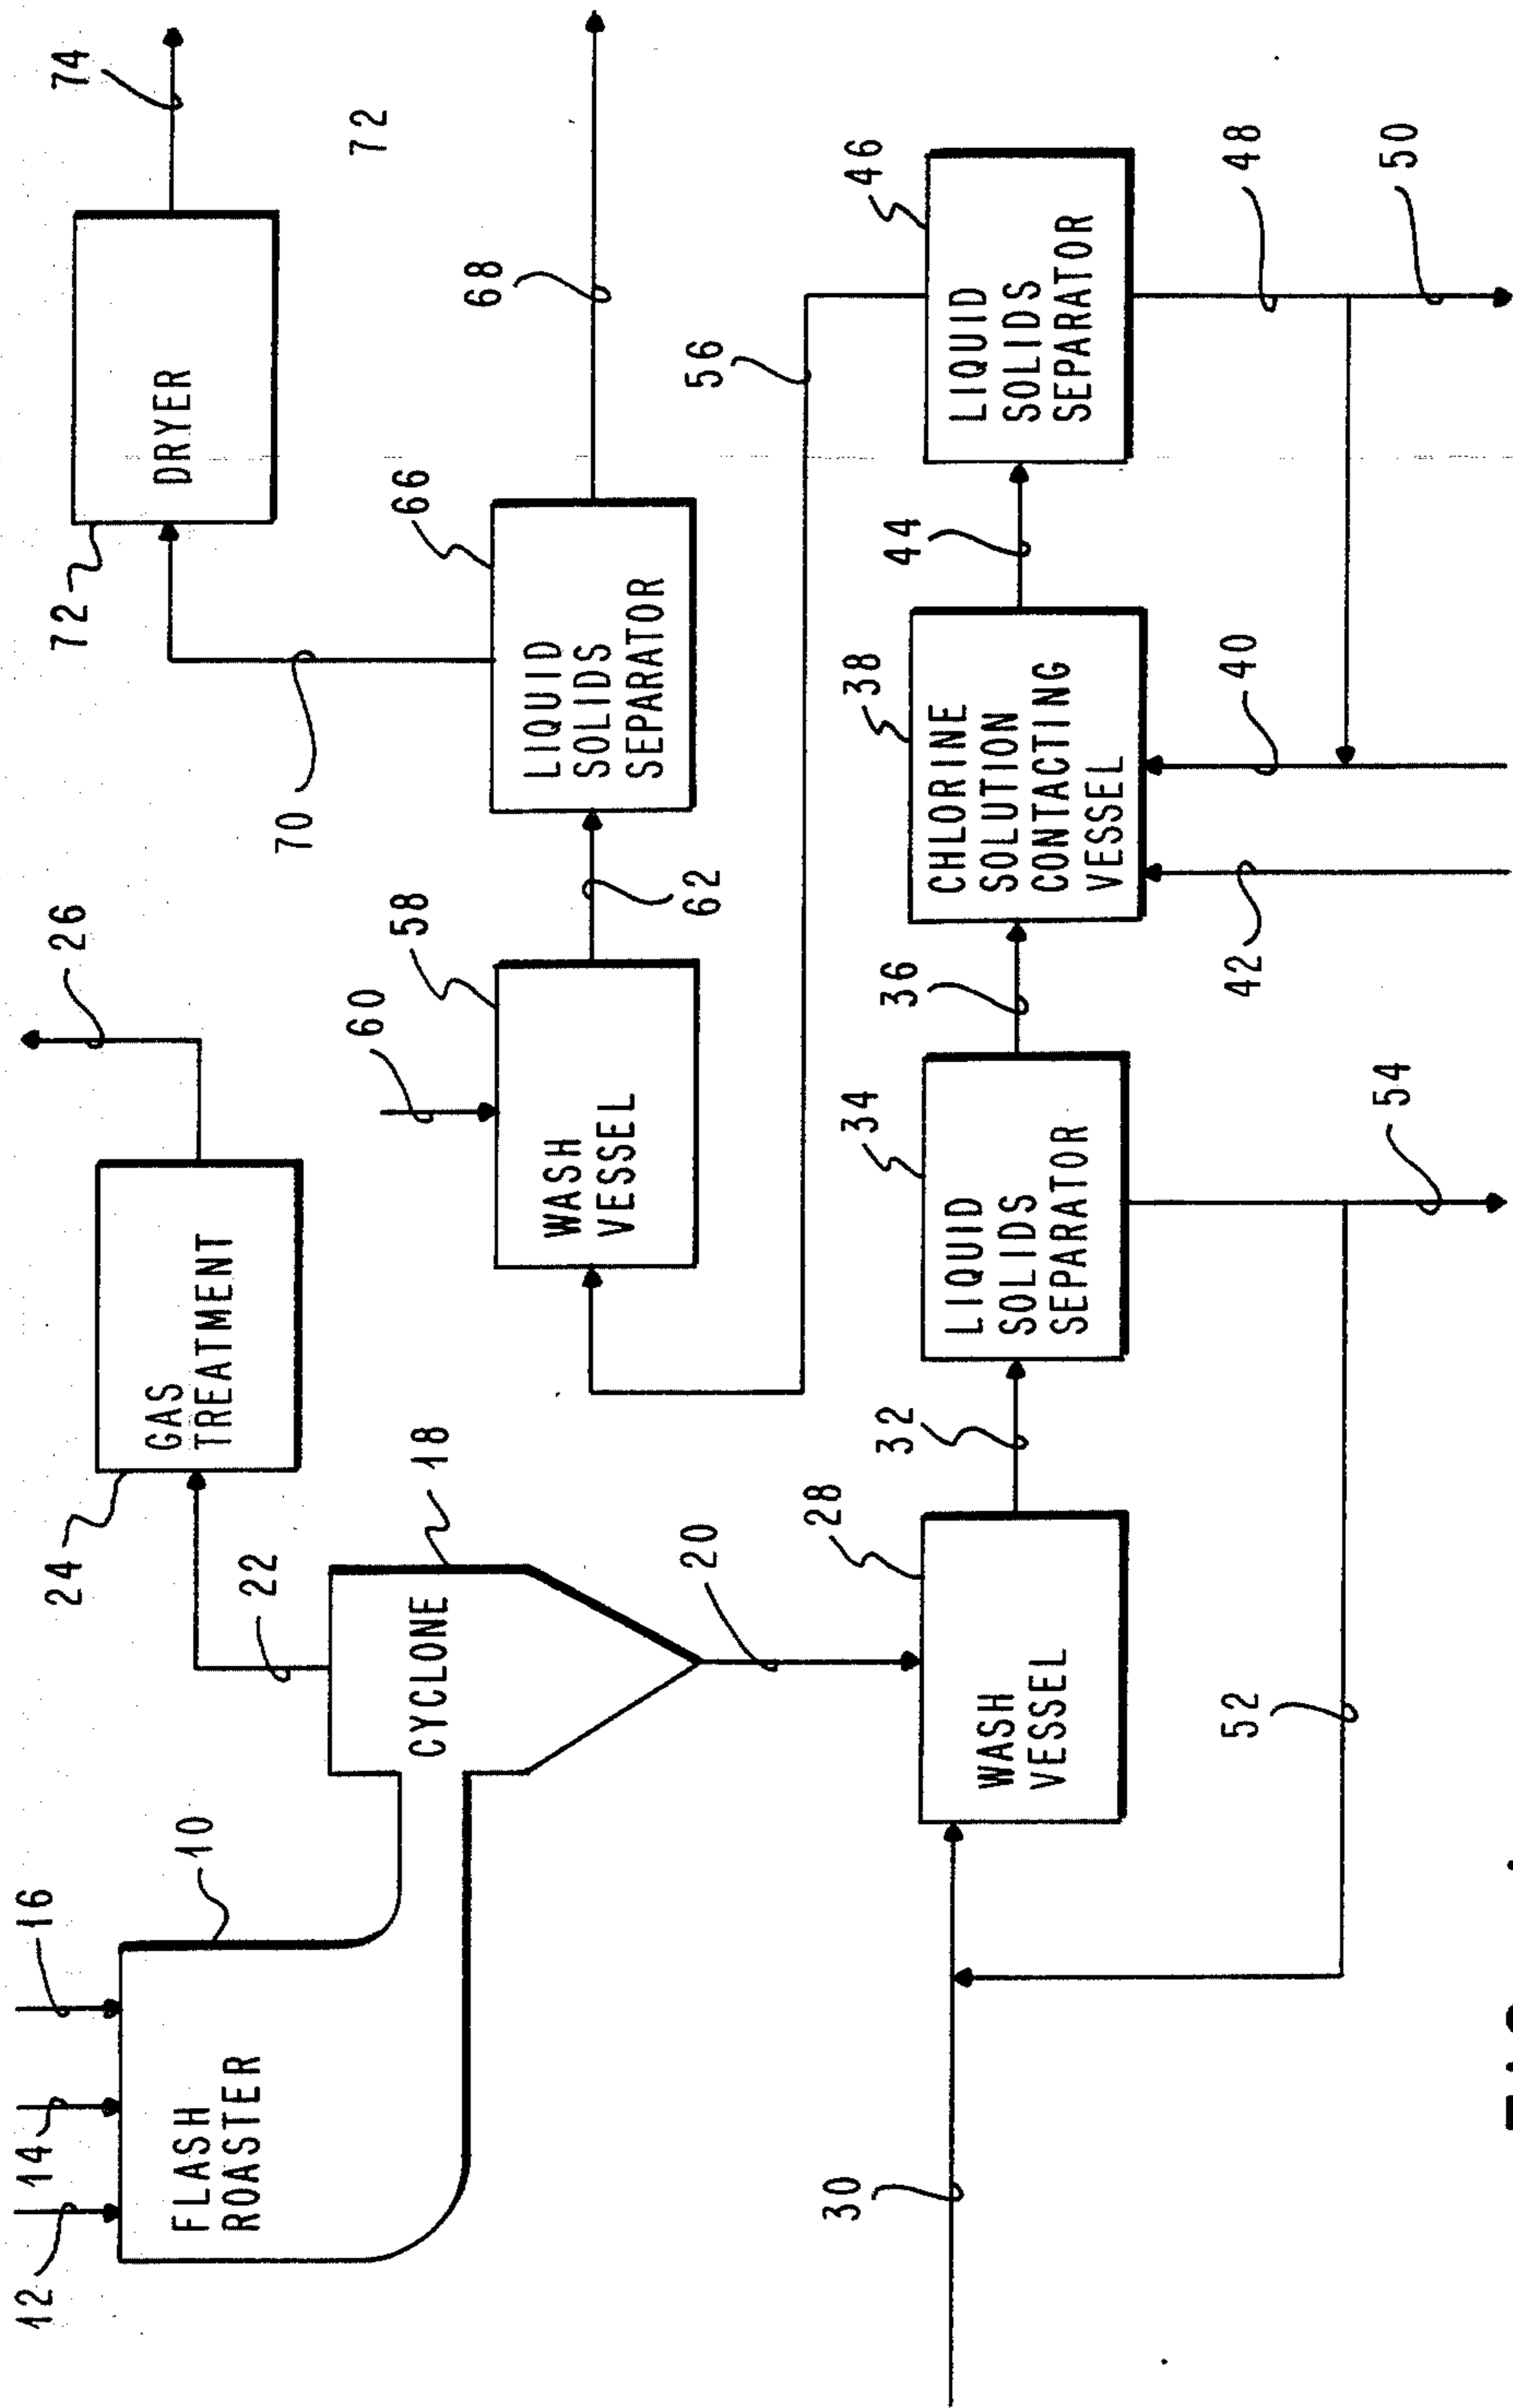 12
14
16
FLASH
ROASTER
10
CYCLONE
18
22
24
GAS
TREATMENT
26
20
30
WASH
VESSEL
28
32
52
LIQUID
SOLIDS
SEPARATOR
34
54
36
CHLORINE
SOLUTION
CONTACTING
VESSEL
38
42
40
44
LIQUID
SOLIDS
SEPARATOR
46
48
50
56
WASH
VESSEL
58
60
62
LIQUID
SOLIDS
SEPARATOR
66
68
70
DRYER
72
74
72